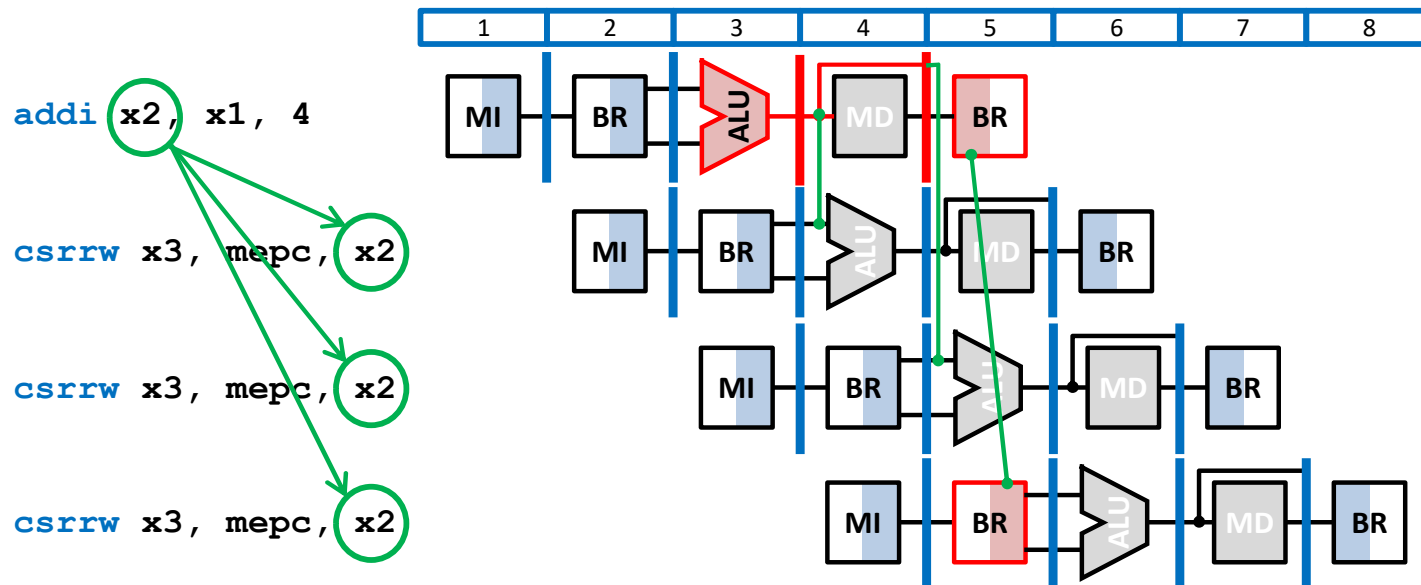 1 2 3 4 5 6 7 8
addi x2, x1, 4 MI BR ALU MD BR
csrrw x3, mepc, x2 MI BR ALU MD BR
csrrw x3, mepc, x2 MI BR ALU MD BR
csrrw x3, mepc, x2 MI BR ALU MD BR